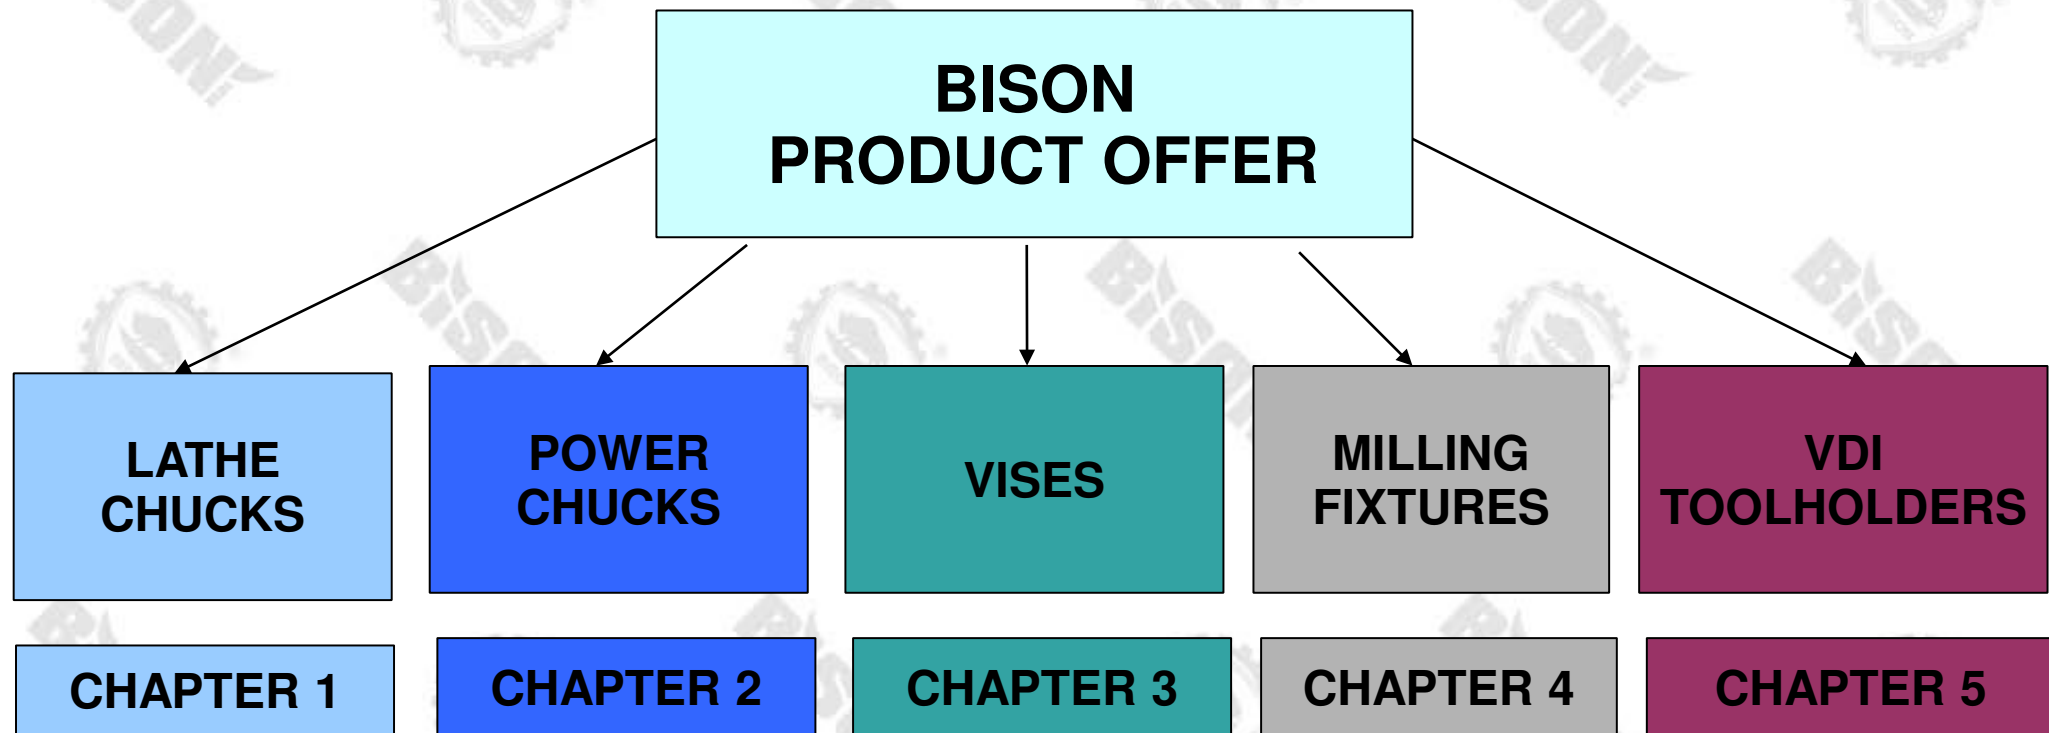 BISON
PRODUCT OFFER
LATHE
CHUCKS
POWER
CHUCKS
VISES
MILLING
FIXTURES
VDI
TOOLHOLDERS
CHAPTER 1
CHAPTER 2
CHAPTER 3
CHAPTER 4
CHAPTER 5